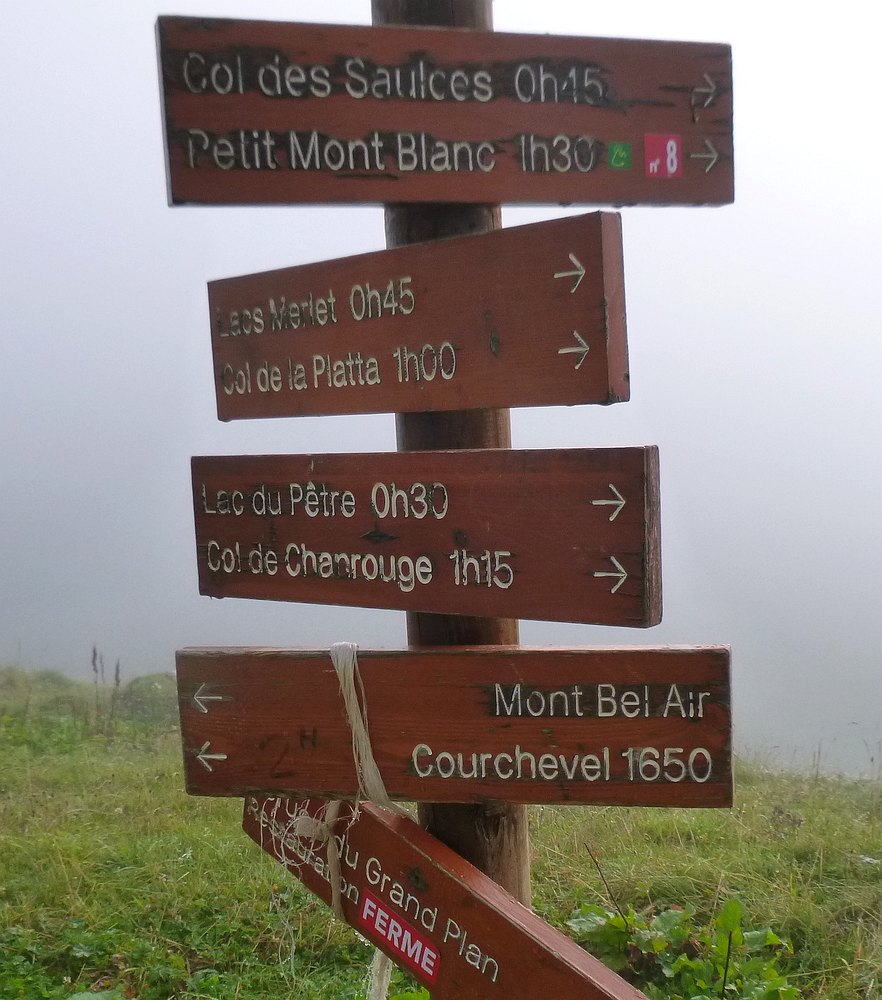 Col des Saulces 0h45 →
Petit Mont Blanc 1h30 n° 8 →
Lacs Merlet 0h45 →
Col de la Platta 1h00 →
Lac du Pêtre 0h30 →
Col de Chanrouge 1h15 →
← Mont Bel Air
← 2H Courchevel 1650
du Grand Plan
Restauration FERME